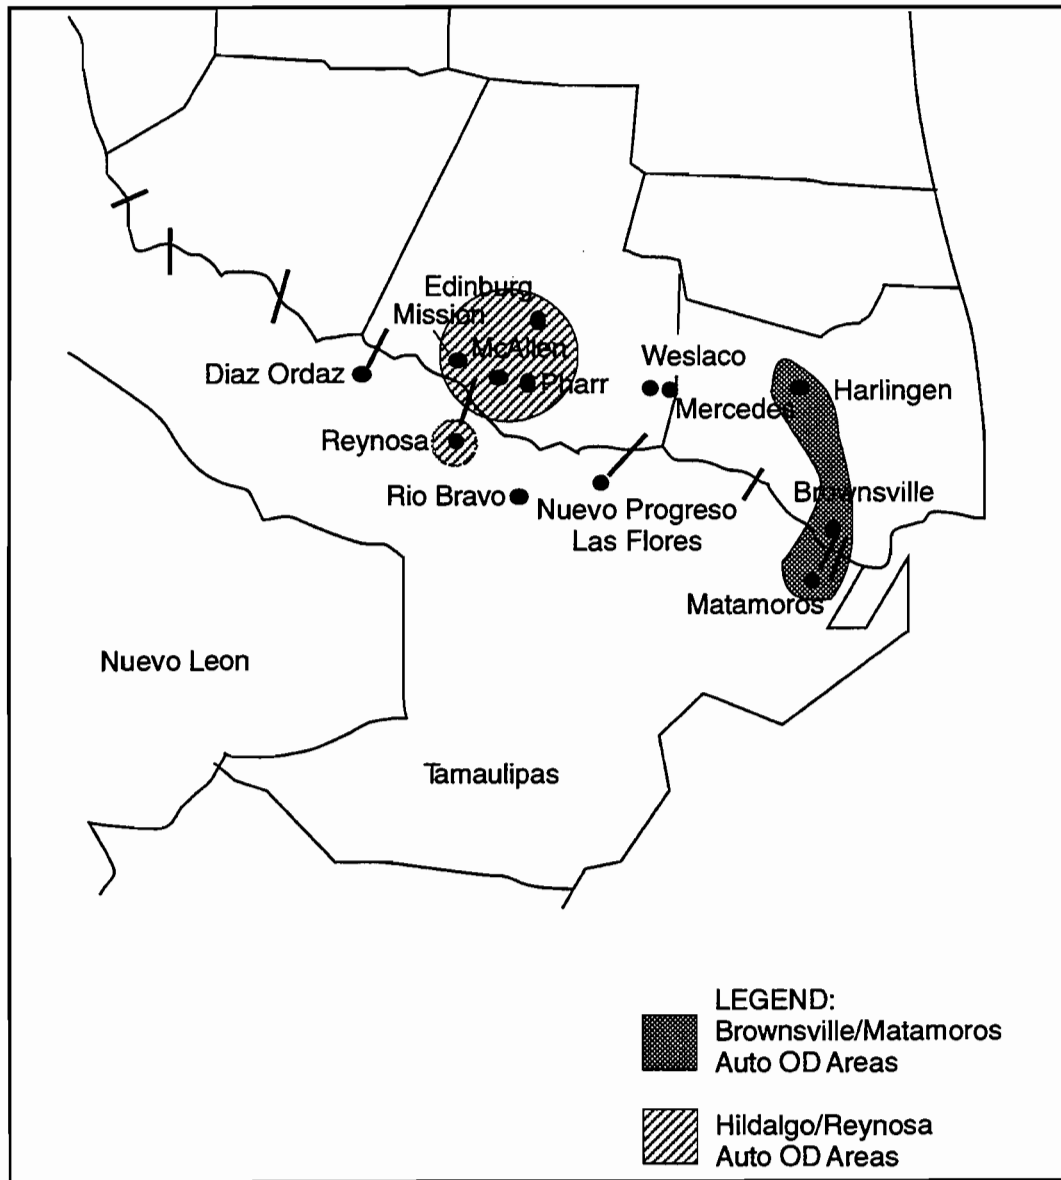 Edinburg
Mission
McAllen
Weslaco
Diaz Ordaz
Pharr
Harlingen
Mercedes
Reynosa
Rio Bravo
Brownsville
Nuevo Progreso
Las Flores
Matamoros
Nuevo Leon
Tamaulipas
LEGEND:
Brownsville/Matamoros
Auto OD Areas
Hildalgo/Reynosa
Auto OD Areas